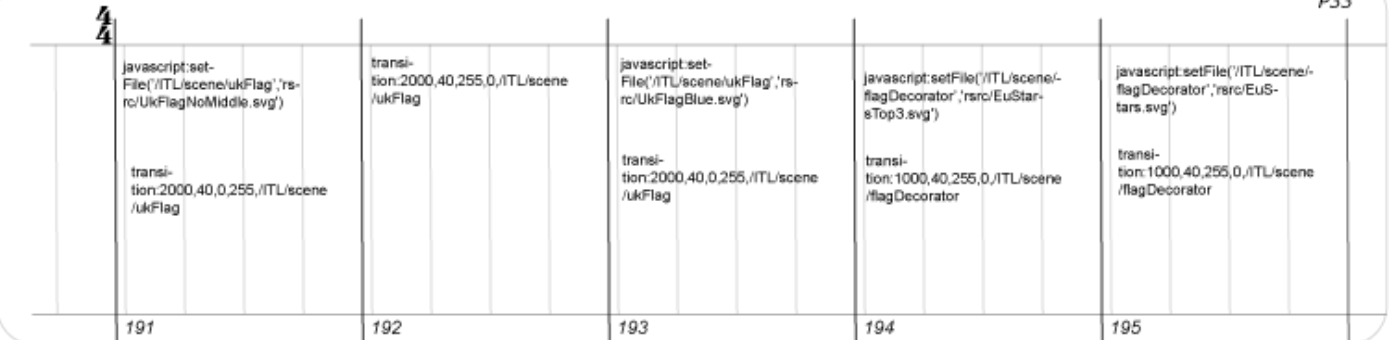 P33
4
4
javascript:set-
File('/ITL/scene/ukFlag','rs-
rc/UkFlagNoMiddle.svg')
transi-
tion:2000,40,0,255,/ITL/scene
/ukFlag
transi-
tion:2000,40,255,0,/ITL/scene
/ukFlag
javascript:set-
File('/ITL/scene/ukFlag','rs-
rc/UkFlagBlue.svg')
transi-
tion:2000,40,0,255,/ITL/scene
/ukFlag
javascript:setFile('/ITL/scene/-
flagDecorator','rsrc/EuStar-
sTop3.svg')
transi-
tion:1000,40,255,0,/ITL/scene
/flagDecorator
javascript:setFile('/ITL/scene/-
flagDecorator','rsrc/EuS-
tars.svg')
transi-
tion:1000,40,255,0,/ITL/scene
/flagDecorator
191
192
193
194
195